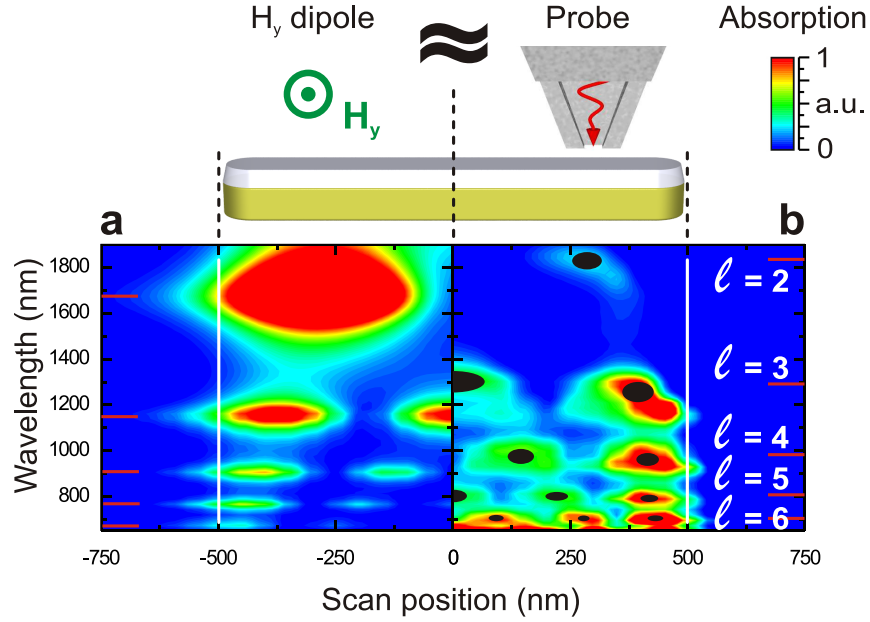 Hy dipole
≈
Probe
Absorption
1
a.u.
0
Hy
a
b
Wavelength (nm)
1800
1600
1400
1200
1000
800
ℓ = 2
ℓ = 3
ℓ = 4
ℓ = 5
ℓ = 6
-750
-500
-250
0
250
500
750
Scan position (nm)